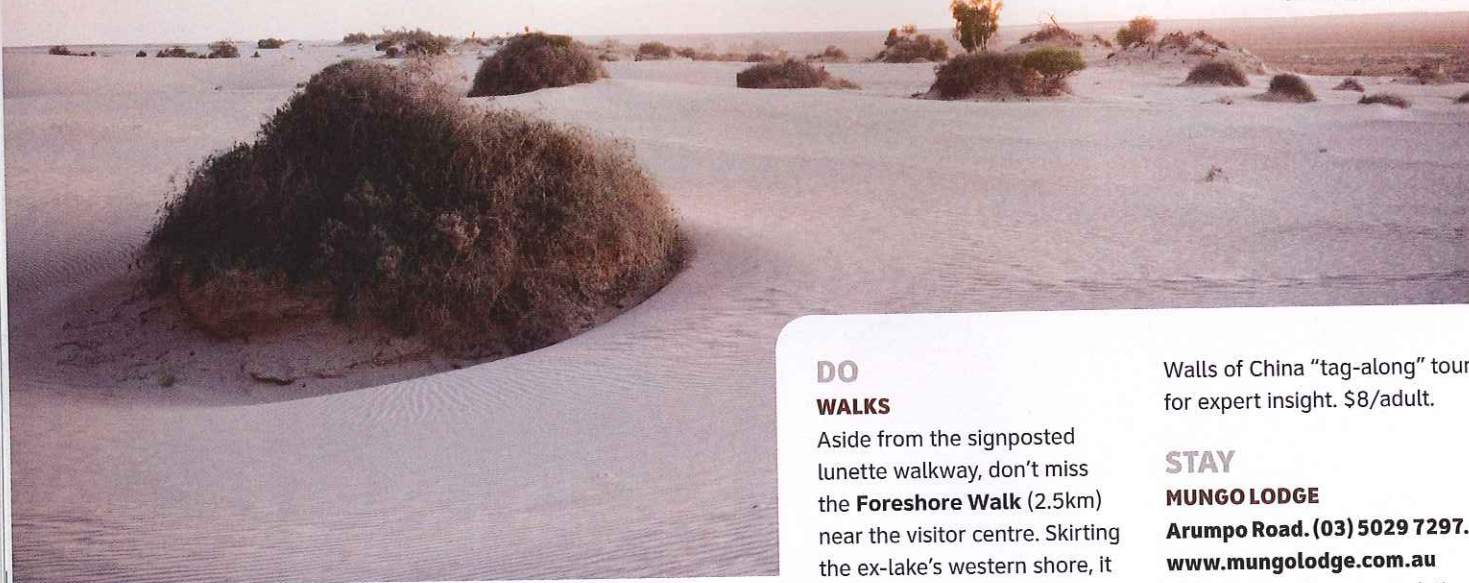 DO
WALKS
Aside from the signposted
lunette walkway, don't miss
the Foreshore Walk (2.5km)
near the visitor centre. Skirting
the ex-lake's western shore, it
Walls of China “tag-along” tour
for expert insight. $8/adult.
STAY
MUNGO LODGE
Arumpo Road. (03) 5029 7297.
www.mungolodge.com.au